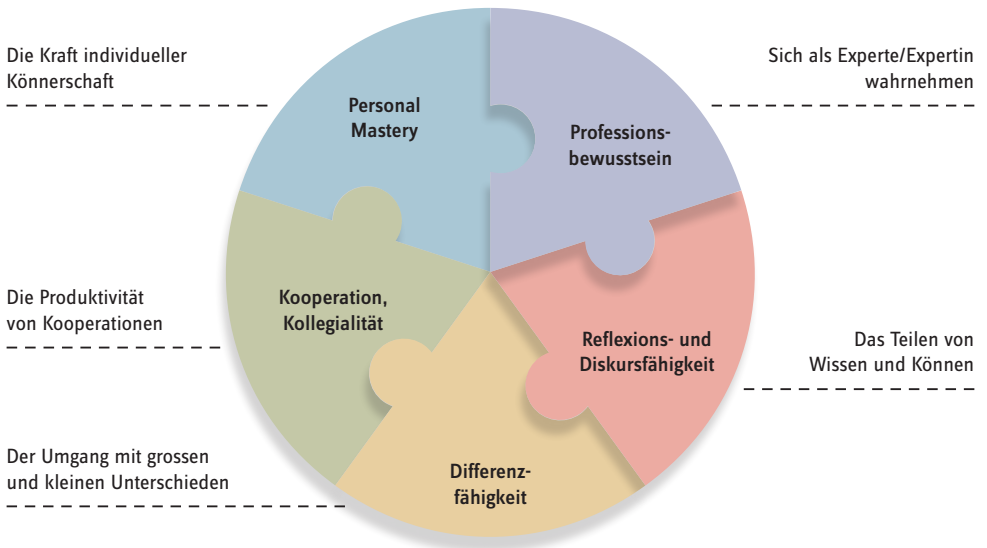 Die Kraft individueller
Könnerschaft
Sich als Experte/Expertin
wahrnehmen
Personal
Mastery
Professions-
bewusstsein
Die Produktivität
von Kooperationen
Kooperation,
Kollegialität
Reflexions- und
Diskursfähigkeit
Das Teilen von
Wissen und Können
Der Umgang mit grossen
und kleinen Unterschieden
Differenz-
fähigkeit